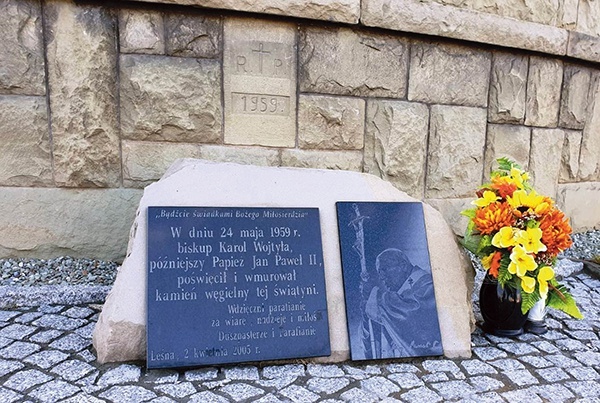 R P
1959
„Bądźcie świadkami Bożego Miłosierdzia"
W dniu 24 maja 1959 r.
biskup Karol Wojtyła,
późniejszy Papież Jan Paweł II,
poświęcił i wmurował
kamień węgielny tej świątyni.
Wdzięczni parafianie
za wiarę - nadzieję i miłość
Duszpasterze i Parafianie
Leśna, 2 kwietnia 2005 r.